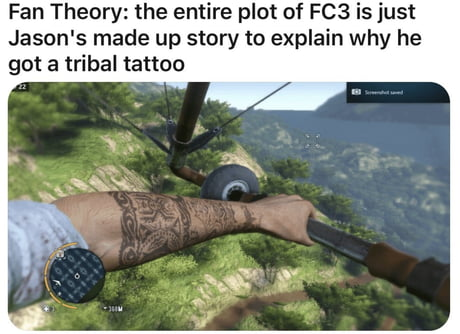 Fan Theory: the entire plot of FC3 is just
Jason's made up story to explain why he
got a tribal tattoo
22
Screenshot saved